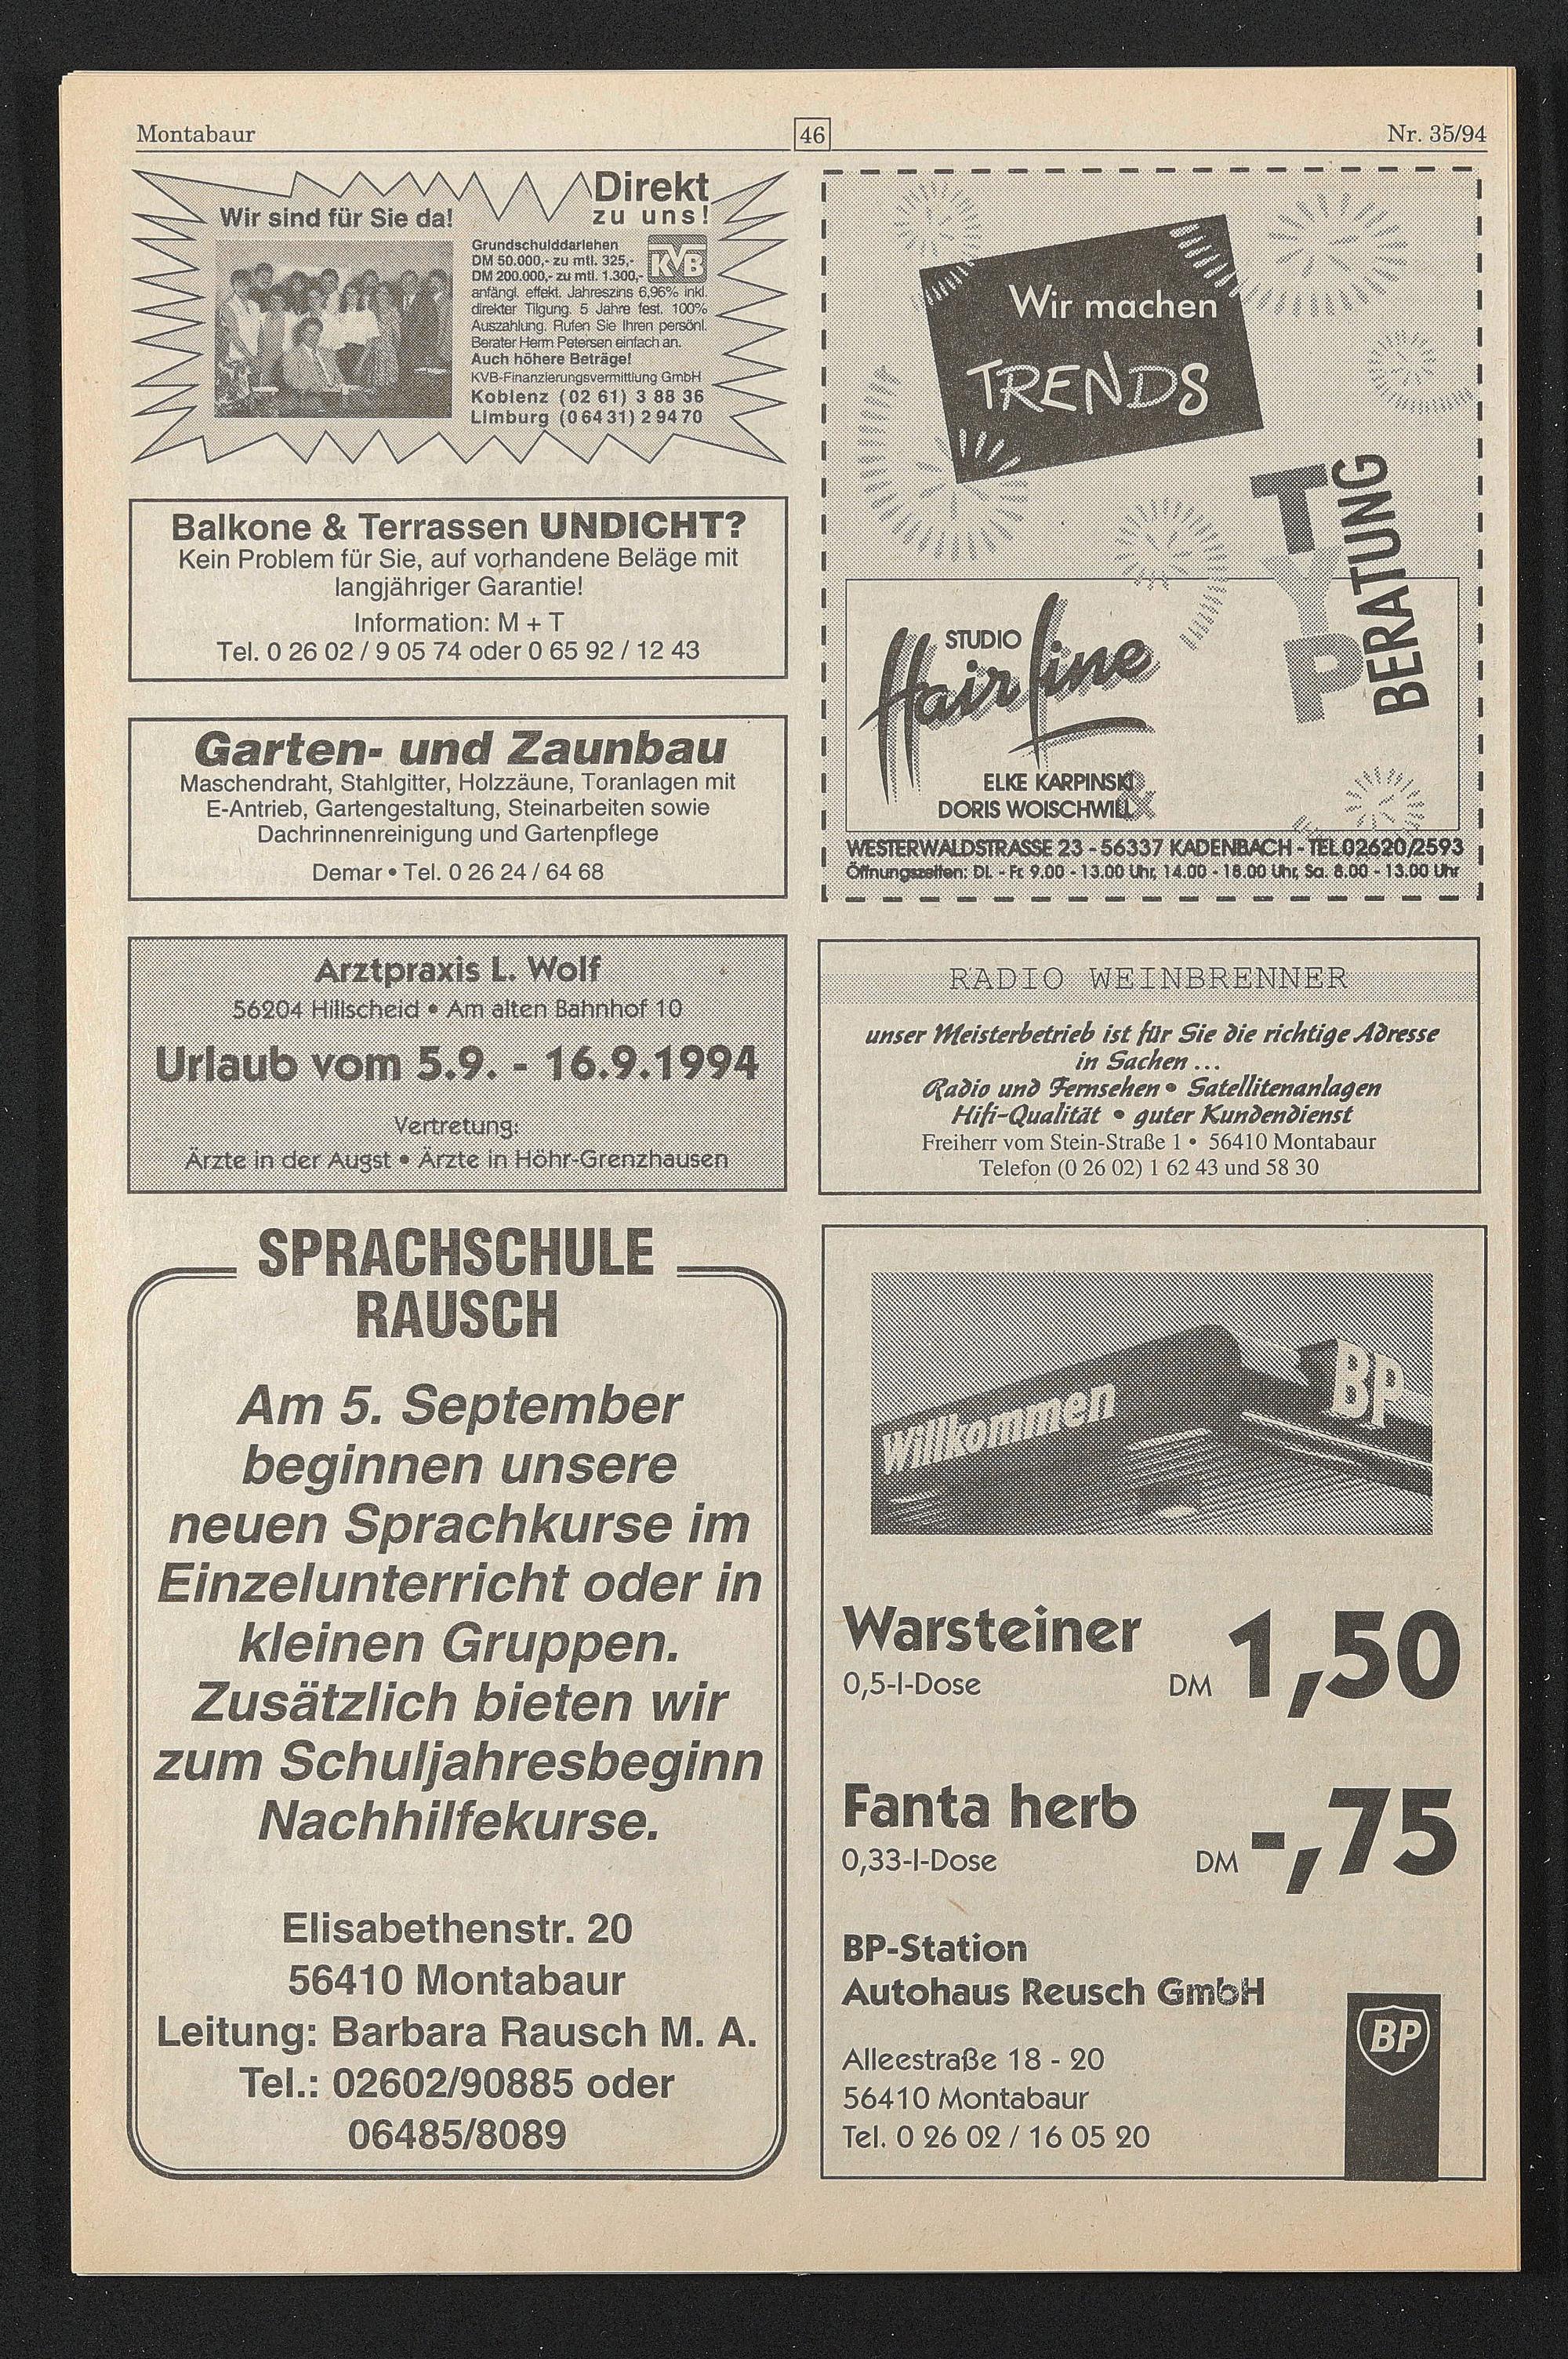 Montabaur
46
Nr. 35/94
Wir sind für Sie da!
Direkt
zu uns!
Grundschulddarlehen
DM 50.000,- zu mtl. 325,-
DM 200.000,- zu mtl. 1.300,-
KVB
anfängl. effekt. Jahreszins 6,96% inkl.
direkter Tilgung. 5 Jahre fest. 100%
Auszahlung. Rufen Sie Ihren persönl.
Berater Herrn Petersen einfach an.
Auch höhere Beträge!
KVB-Finanzierungsvermittlung GmbH
Koblenz (02 61) 3 88 36
Limburg (0 64 31) 2 94 70
Balkone & Terrassen UNDICHT?
Kein Problem für Sie, auf vorhandene Beläge mit
langjähriger Garantie!
Information: M + T
Tel. 0 26 02 / 9 05 74 oder 0 65 92 / 12 43
Garten- und Zaunbau
Maschendraht, Stahlgitter, Holzzäune, Toranlagen mit
E-Antrieb, Gartengestaltung, Steinarbeiten sowie
Dachrinnenreinigung und Gartenpflege
Demar • Tel. 0 26 24 / 64 68
Arztpraxis L. Wolf
56204 Hillscheid • Am alten Bahnhof 10
Urlaub vom 5.9. - 16.9.1994
Vertretung:
Ärzte in der Augst • Ärzte in Höhr-Grenzhausen
SPRACHSCHULE
RAUSCH
Am 5. September
beginnen unsere
neuen Sprachkurse im
Einzelunterricht oder in
kleinen Gruppen.
Zusätzlich bieten wir
zum Schuljahresbeginn
Nachhilfekurse.
Elisabethenstr. 20
56410 Montabaur
Leitung: Barbara Rausch M. A.
Tel.: 02602/90885 oder
06485/8089
Wir machen
TRENDS
TYP
BERATUNG
STUDIO
Hairline
ELKE KARPINSKI
&
DORIS WOISCHWILL
WESTERWALDSTRASSE 23 - 56337 KADENBACH - TEL.02620/2593
Öffnungszeiten: Di. - Fr. 9.00 - 13.00 Uhr, 14.00 - 18.00 Uhr, Sa. 8.00 - 13.00 Uhr
RADIO WEINBRENNER
unser Meisterbetrieb ist für Sie die richtige Adresse
in Sachen ...
Radio und Fernsehen • Satellitenanlagen
Hifi-Qualität • guter Kundendienst
Freiherr vom Stein-Straße 1 • 56410 Montabaur
Telefon (0 26 02) 1 62 43 und 58 30
Willkommen
BP
Warsteiner
0,5-l-Dose
DM 1,50
Fanta herb
0,33-l-Dose
DM -,75
BP-Station
Autohaus Reusch GmbH
Alleestraße 18 - 20
56410 Montabaur
Tel. 0 26 02 / 16 05 20
BP